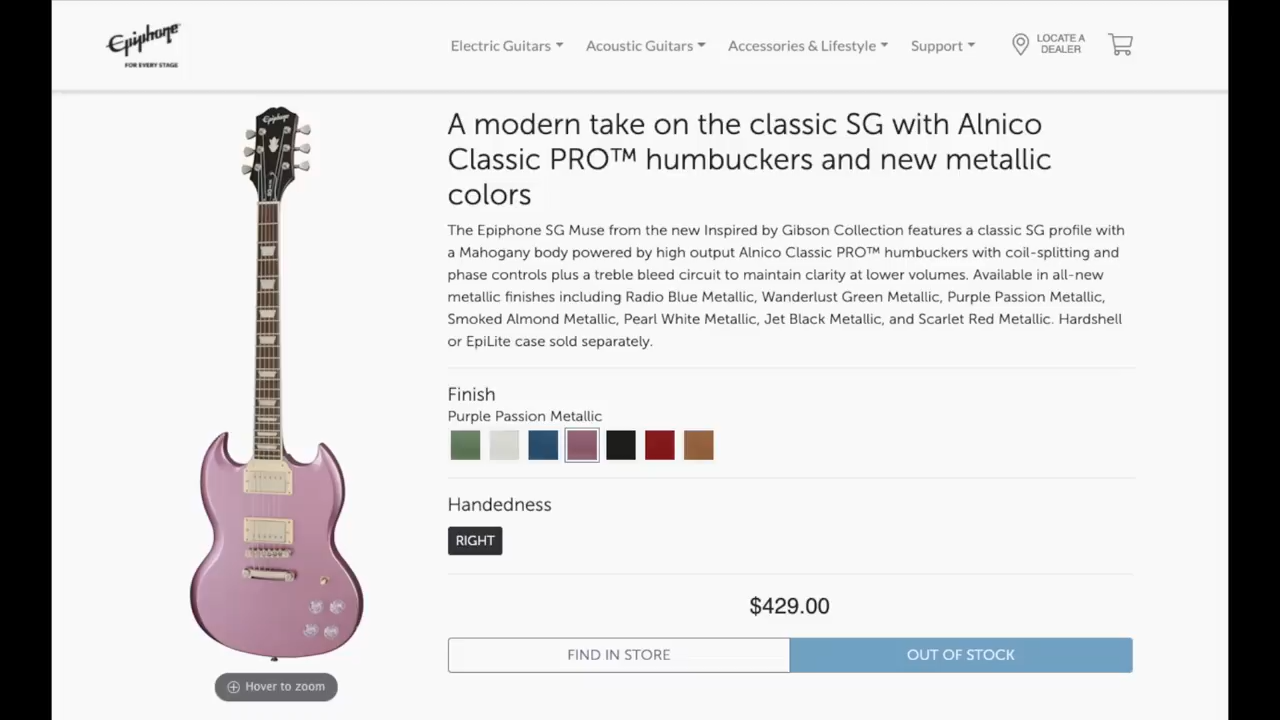 Epiphone
FOR EVERY STAGE
Electric Guitars
Acoustic Guitars
Accessories & Lifestyle
Support
LOCATE A
DEALER
Epiphone
A modern take on the classic SG with Alnico
Classic PRO™ humbuckers and new metallic
colors
The Epiphone SG Muse from the new Inspired by Gibson Collection features a classic SG profile with
a Mahogany body powered by high output Alnico Classic PRO™ humbuckers with coil-splitting and
phase controls plus a treble bleed circuit to maintain clarity at lower volumes. Available in all-new
metallic finishes including Radio Blue Metallic, Wanderlust Green Metallic, Purple Passion Metallic,
Smoked Almond Metallic, Pearl White Metallic, Jet Black Metallic, and Scarlet Red Metallic. Hardshell
or EpiLite case sold separately.
Finish
Purple Passion Metallic
Handedness
RIGHT
$429.00
FIND IN STORE
OUT OF STOCK
Hover to zoom